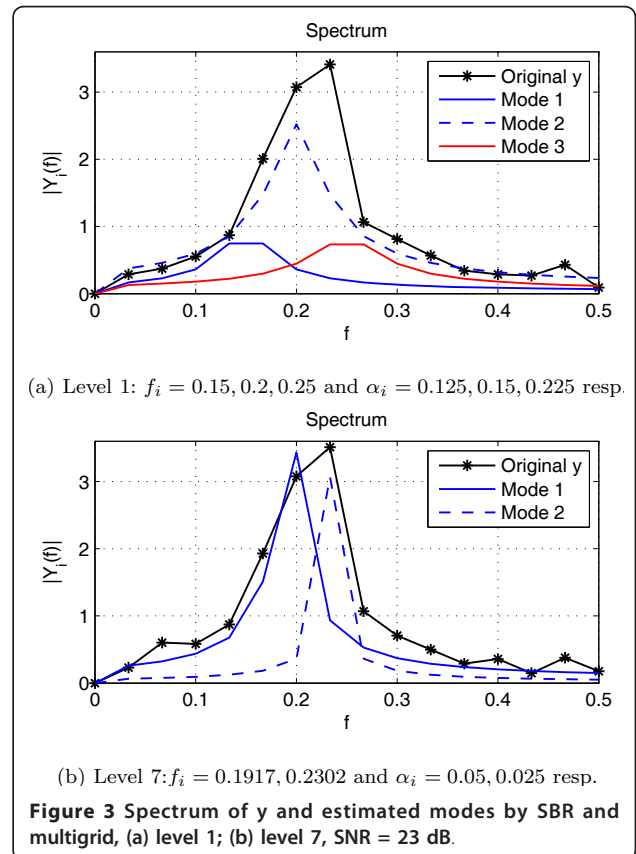 Spectrum
|Y_i(f)|
3
2
1
0
0 0.1 0.2 0.3 0.4 0.5
f
Original y
Mode 1
Mode 2
Mode 3
(a) Level 1: f_i = 0.15, 0.2, 0.25 and α_i = 0.125, 0.15, 0.225 resp.
Spectrum
|Y_i(f)|
3
2
1
0
0 0.1 0.2 0.3 0.4 0.5
f
Original y
Mode 1
Mode 2
(b) Level 7:f_i = 0.1917, 0.2302 and α_i = 0.05, 0.025 resp.
Figure 3 Spectrum of y and estimated modes by SBR and
multigrid, (a) level 1; (b) level 7, SNR = 23 dB.